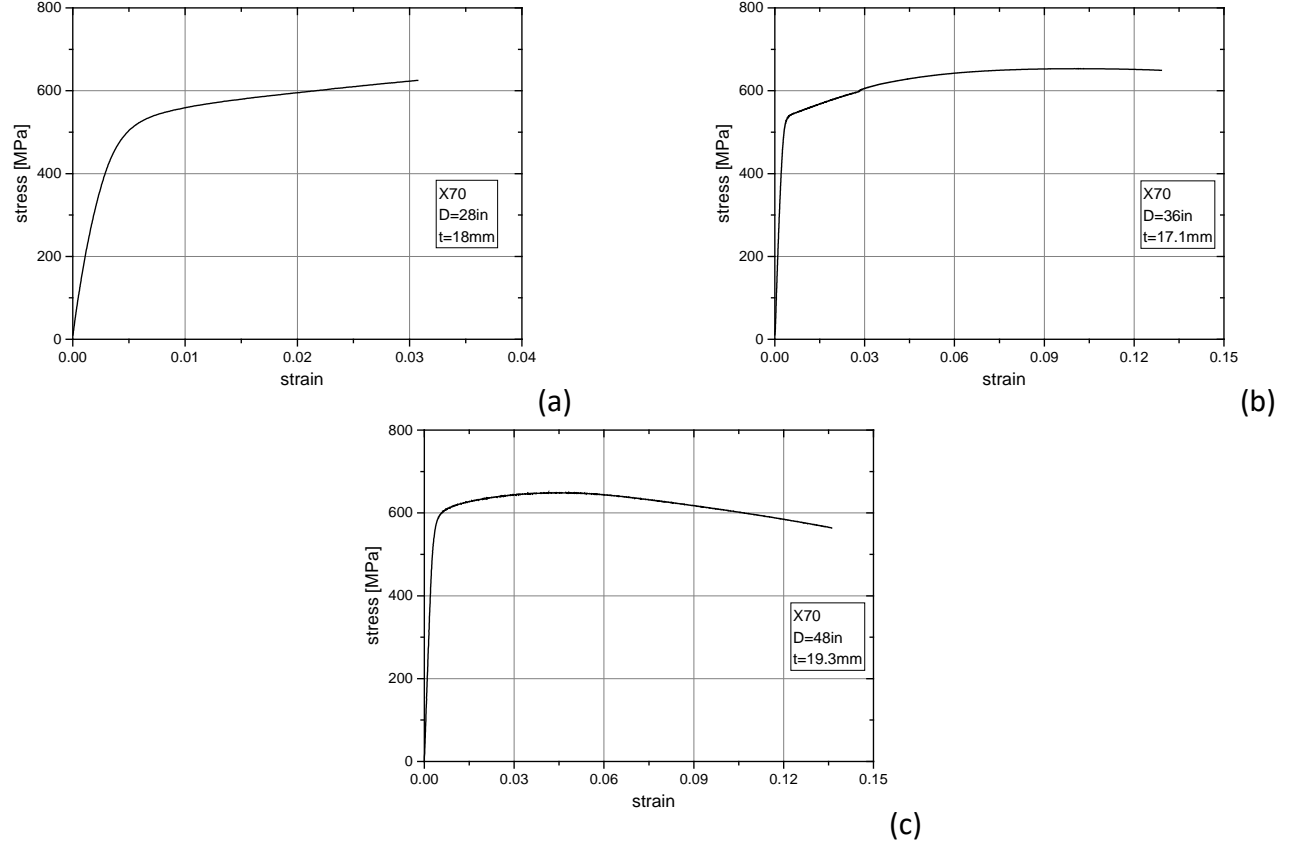 800
600
400
200
0
stress [MPa]
0.00 0.01 0.02 0.03 0.04
strain
X70
D=28in
t=18mm
(a)
800
600
400
200
0
stress [MPa]
0.00 0.03 0.06 0.09 0.12 0.15
strain
X70
D=36in
t=17.1mm
(b)
800
600
400
200
0
stress [MPa]
0.00 0.03 0.06 0.09 0.12 0.15
strain
X70
D=48in
t=19.3mm
(c)